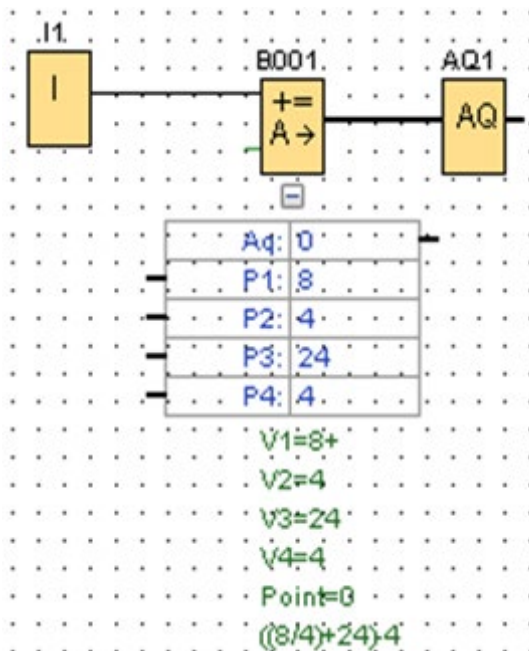 I1
I
B001
+=
A→
AQ1
AQ
Aq: 0
P1: 8
P2: 4
P3: 24
P4: 4
V1=8+
V2=4
V3=24
V4=4
Point=0
((8/4)+24)-4